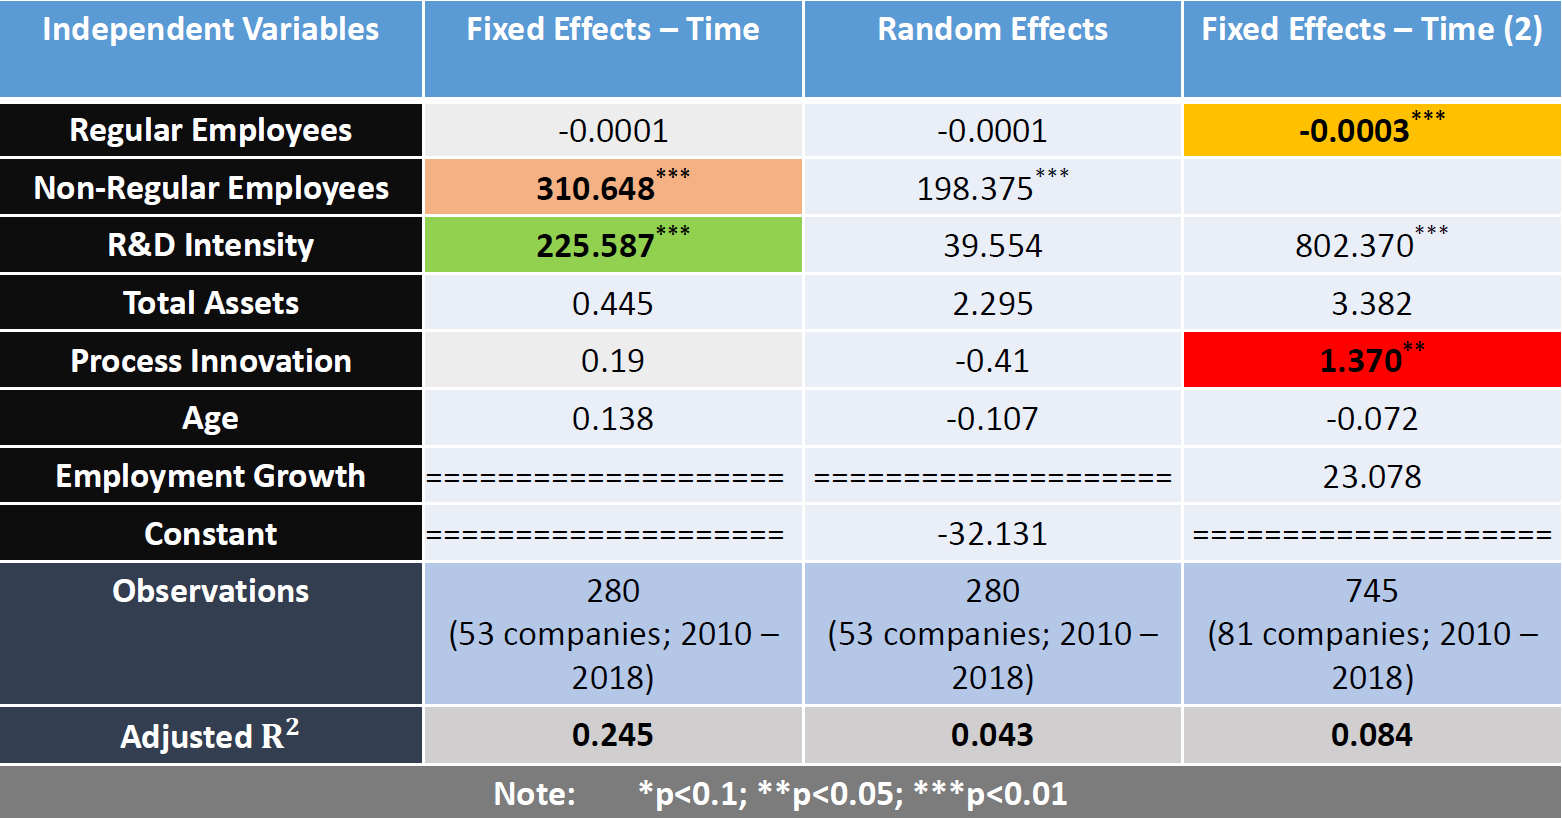 Independent Variables Fixed Effects – Time Random Effects Fixed Effects – Time (2)
Regular Employees -0.0001 -0.0001 -0.0003***
Non-Regular Employees 310.648*** 198.375***
R&D Intensity 225.587*** 39.554 802.370***
Total Assets 0.445 2.295 3.382
Process Innovation 0.19 -0.41 1.370**
Age 0.138 -0.107 -0.072
Employment Growth ==================== ==================== 23.078
Constant ==================== -32.131 ====================
Observations 280 280 745
(53 companies; 2010 – (53 companies; 2010 – (81 companies; 2010 –
2018) 2018) 2018)
Adjusted R² 0.245 0.043 0.084
Note: *p<0.1; **p<0.05; ***p<0.01